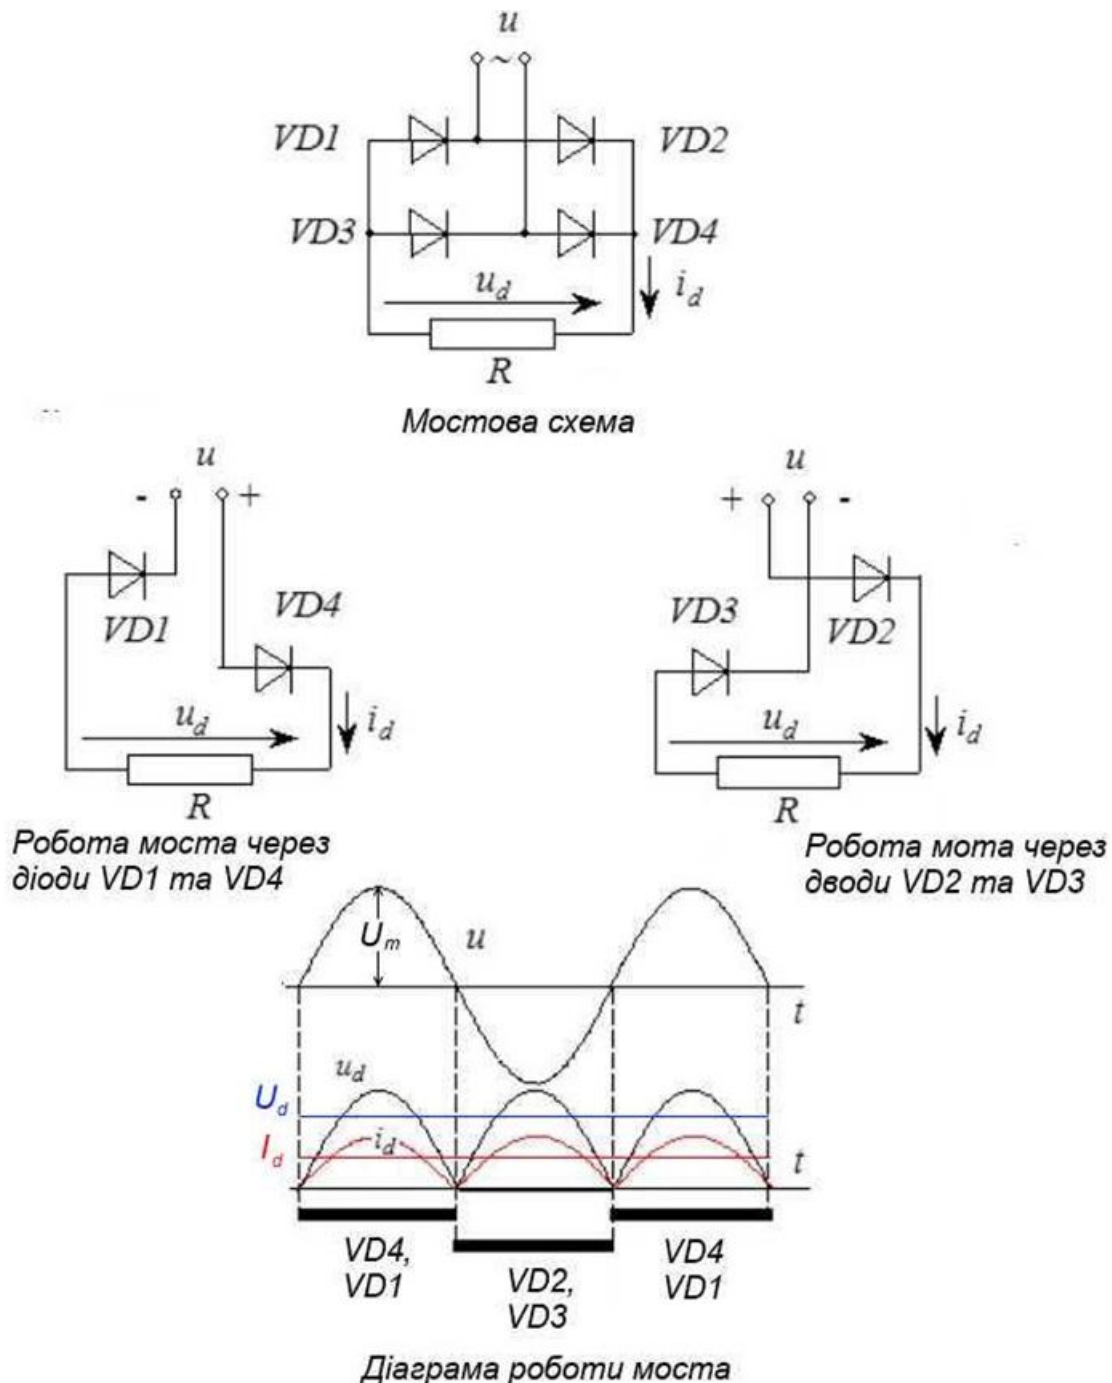 u
~
VD1
VD2
VD3
VD4
u_d
i_d
R
Мостова схема
u
- +
VD1
VD4
u_d
i_d
R
Робота моста через
діоди VD1 та VD4
u
+ -
VD3
VD2
u_d
i_d
R
Робота мота через
дводи VD2 та VD3
U_m
u
t
u_d
U_d
I_d
i_d
t
VD4,
VD1
VD2,
VD3
VD4
VD1
Діаграма роботи моста